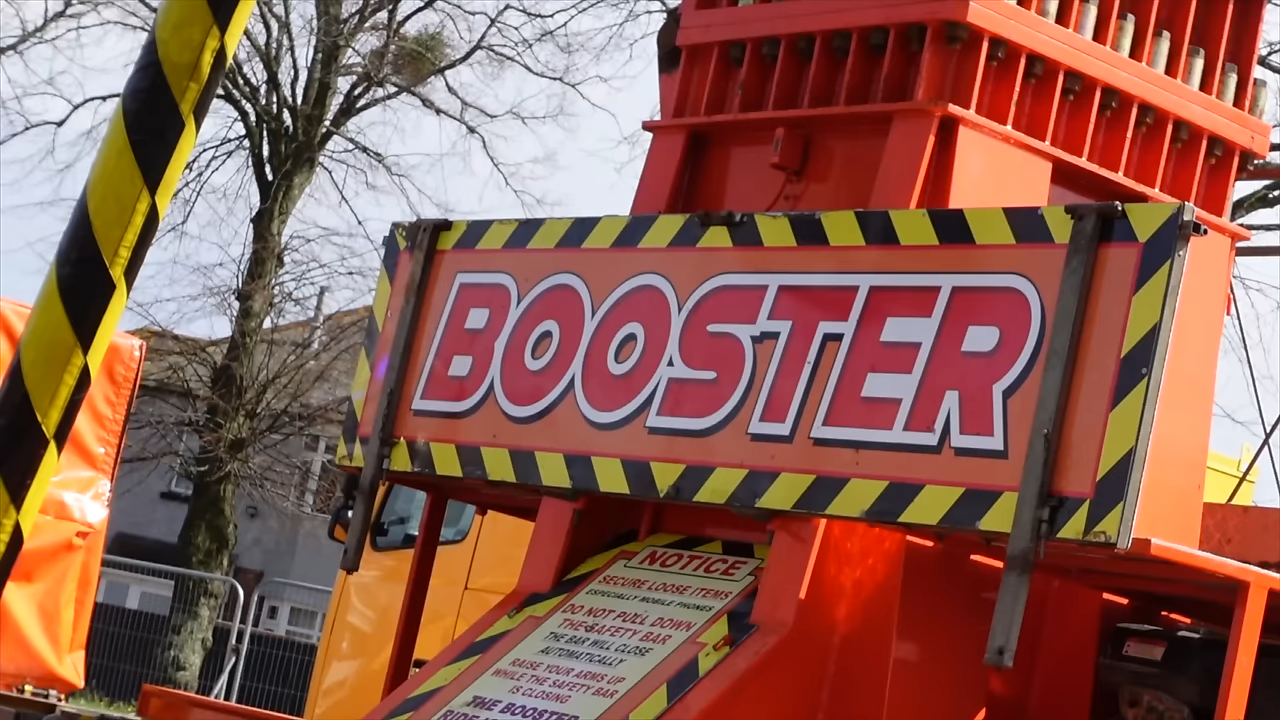 BOOSTER
NOTICE
SECURE LOOSE ITEMS
ESPECIALLY MOBILE PHONES
DO NOT PULL DOWN
THE SAFETY BAR
THE BAR WILL CLOSE
AUTOMATICALLY
RAISE YOUR ARMS UP
WHILE THE SAFETY BAR
IS CLOSING
THE BOOSTER